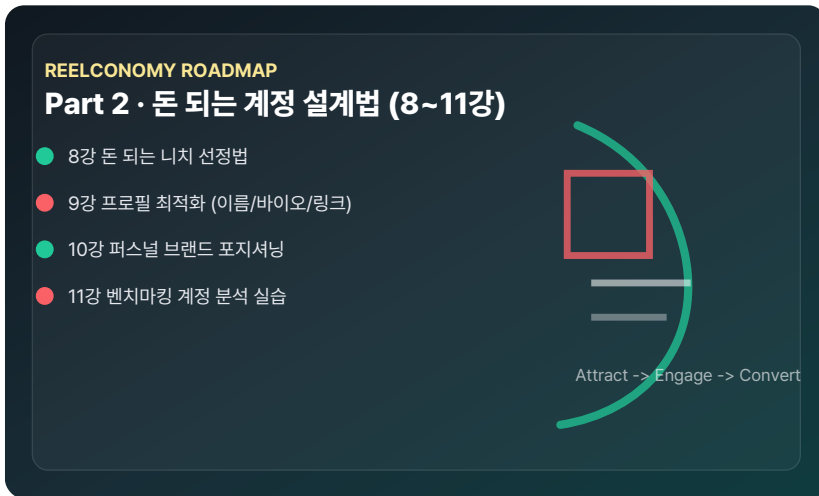 REELCONOMY ROADMAP
Part 2 · 돈 되는 계정 설계법 (8~11강)
8강 돈 되는 니치 선정법
9강 프로필 최적화 (이름/바이오/링크)
10강 퍼스널 브랜드 포지셔닝
11강 벤치마킹 계정 분석 실습
Attract -> Engage -> Convert